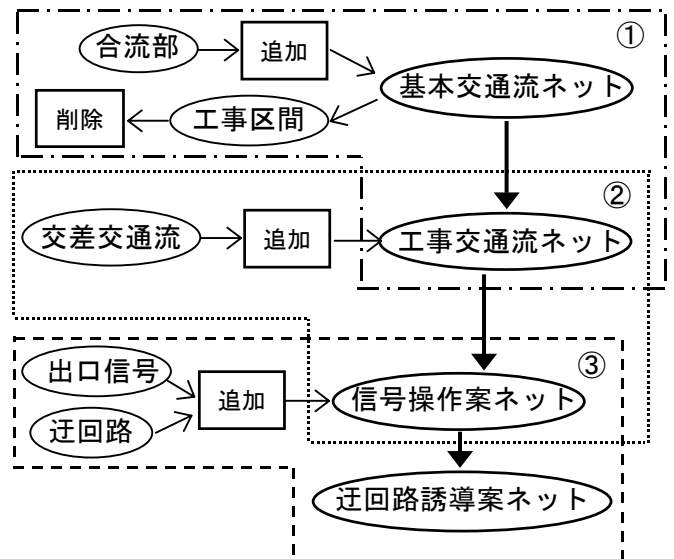 ①
合流部
追加
基本交通流ネット
削除
工事区間
②
交差交通流
追加
工事交通流ネット
③
出口信号
追加
信号操作案ネット
迂回路
迂回路誘導案ネット